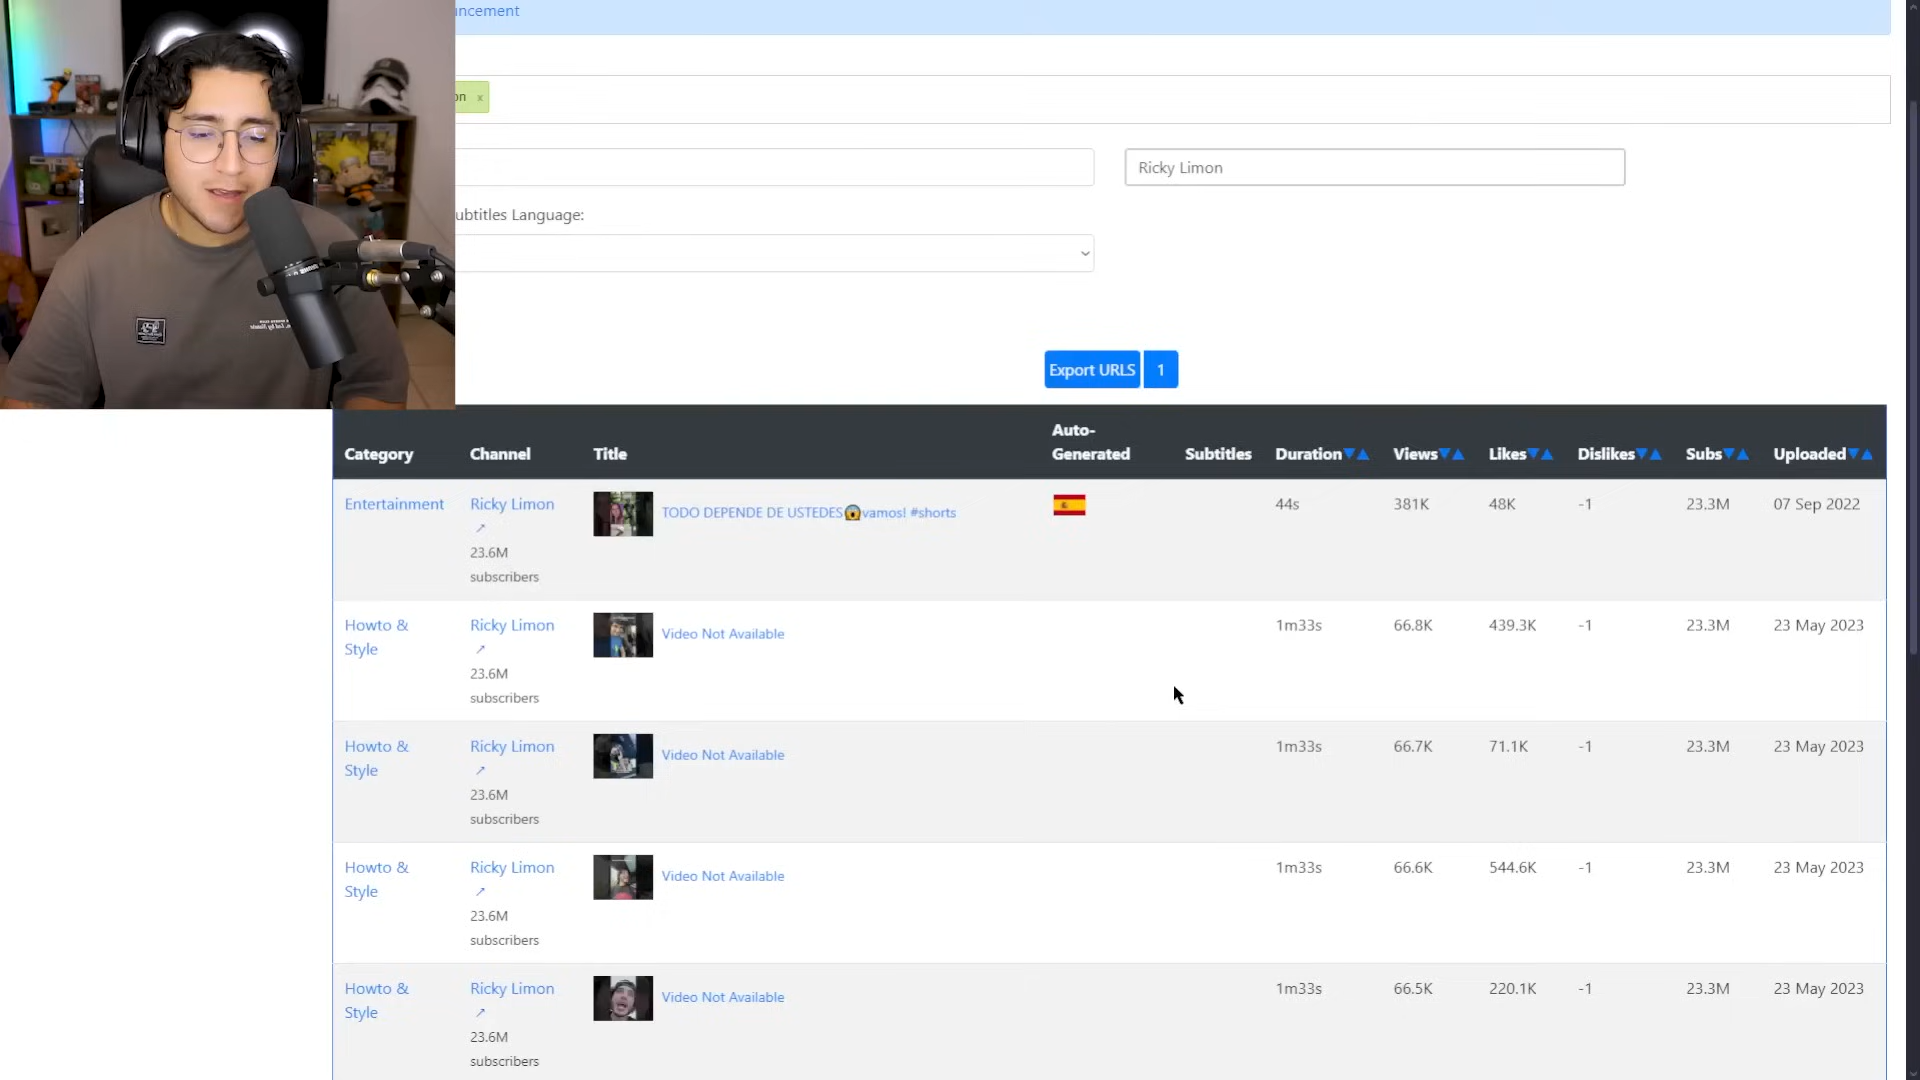 ncement
on x
Ricky Limon
ubtitles Language:
Export URLS 1
Category Channel Title Auto-Generated Subtitles Duration▼▲ Views▼▲ Likes▼▲ Dislikes▼▲ Subs▼▲ Uploaded▼▲
Entertainment Ricky Limon TODO DEPENDE DE USTEDES😱vamos! #shorts 44s 381K 48K -1 23.3M 07 Sep 2022
↗
23.6M
subscribers
Howto & Ricky Limon Video Not Available 1m33s 66.8K 439.3K -1 23.3M 23 May 2023
Style ↗
23.6M
subscribers
Howto & Ricky Limon Video Not Available 1m33s 66.7K 71.1K -1 23.3M 23 May 2023
Style ↗
23.6M
subscribers
Howto & Ricky Limon Video Not Available 1m33s 66.6K 544.6K -1 23.3M 23 May 2023
Style ↗
23.6M
subscribers
Howto & Ricky Limon Video Not Available 1m33s 66.5K 220.1K -1 23.3M 23 May 2023
Style ↗
23.6M
subscribers